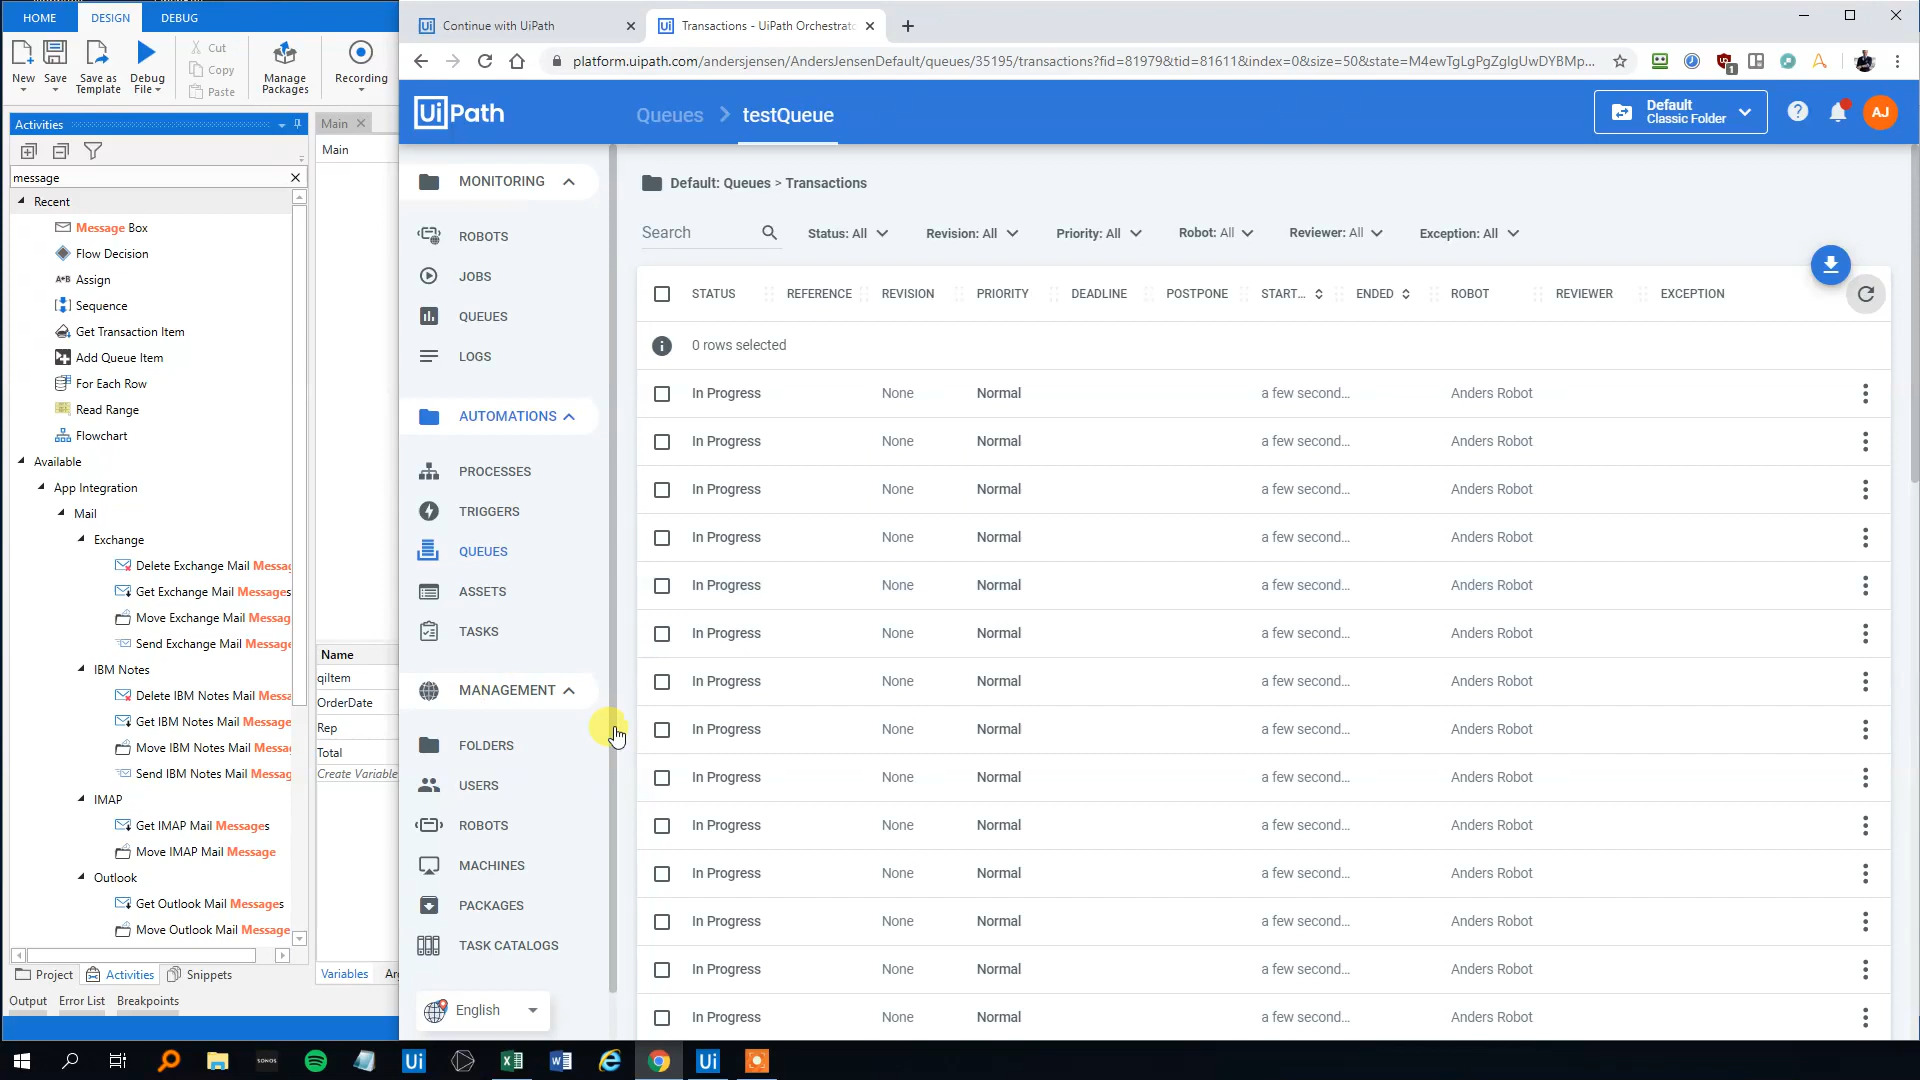 HOME
DESIGN
DEBUG
New
Save
Save as
Template
Debug
File
Cut
Copy
Paste
Manage
Packages
Recording
Activities
message
Recent
Message Box
Flow Decision
A+B Assign
Sequence
Get Transaction Item
Add Queue Item
For Each Row
Read Range
Flowchart
Available
App Integration
Mail
Exchange
Delete Exchange Mail Messag
Get Exchange Mail Messages
Move Exchange Mail Messag
Send Exchange Mail Message
IBM Notes
Delete IBM Notes Mail Messa
Get IBM Notes Mail Message
Move IBM Notes Mail Messa
Send IBM Notes Mail Messag
IMAP
Get IMAP Mail Messages
Move IMAP Mail Message
Outlook
Get Outlook Mail Messages
Move Outlook Mail Message
Project
Activities
Snippets
Output
Error List
Breakpoints
Main
Main
Name
qiItem
OrderDate
Rep
Total
Create Variable
Variables
Ar
Ui Continue with UiPath
Ui Transactions - UiPath Orchestrato
platform.uipath.com/andersjensen/AndersJensenDefault/queues/35195/transactions?fid=81979&tid=81611&index=0&size=50&state=M4ewTgLgPgZgIgUwDYBMp...
1
UiPath
Queues > testQueue
Default
Classic Folder
?
AJ
MONITORING
ROBOTS
JOBS
QUEUES
LOGS
AUTOMATIONS
PROCESSES
TRIGGERS
QUEUES
ASSETS
TASKS
MANAGEMENT
FOLDERS
USERS
ROBOTS
MACHINES
PACKAGES
TASK CATALOGS
English
Default: Queues > Transactions
Search
Status: All
Revision: All
Priority: All
Robot: All
Reviewer: All
Exception: All
STATUS REFERENCE REVISION PRIORITY DEADLINE POSTPONE START... ENDED ROBOT REVIEWER EXCEPTION
0 rows selected
In Progress None Normal a few second... Anders Robot
In Progress None Normal a few second... Anders Robot
In Progress None Normal a few second... Anders Robot
In Progress None Normal a few second... Anders Robot
In Progress None Normal a few second... Anders Robot
In Progress None Normal a few second... Anders Robot
In Progress None Normal a few second... Anders Robot
In Progress None Normal a few second... Anders Robot
In Progress None Normal a few second... Anders Robot
In Progress None Normal a few second... Anders Robot
In Progress None Normal a few second... Anders Robot
In Progress None Normal a few second... Anders Robot
In Progress None Normal a few second... Anders Robot
In Progress None Normal a few second... Anders Robot
SONOS
Ui
Ui